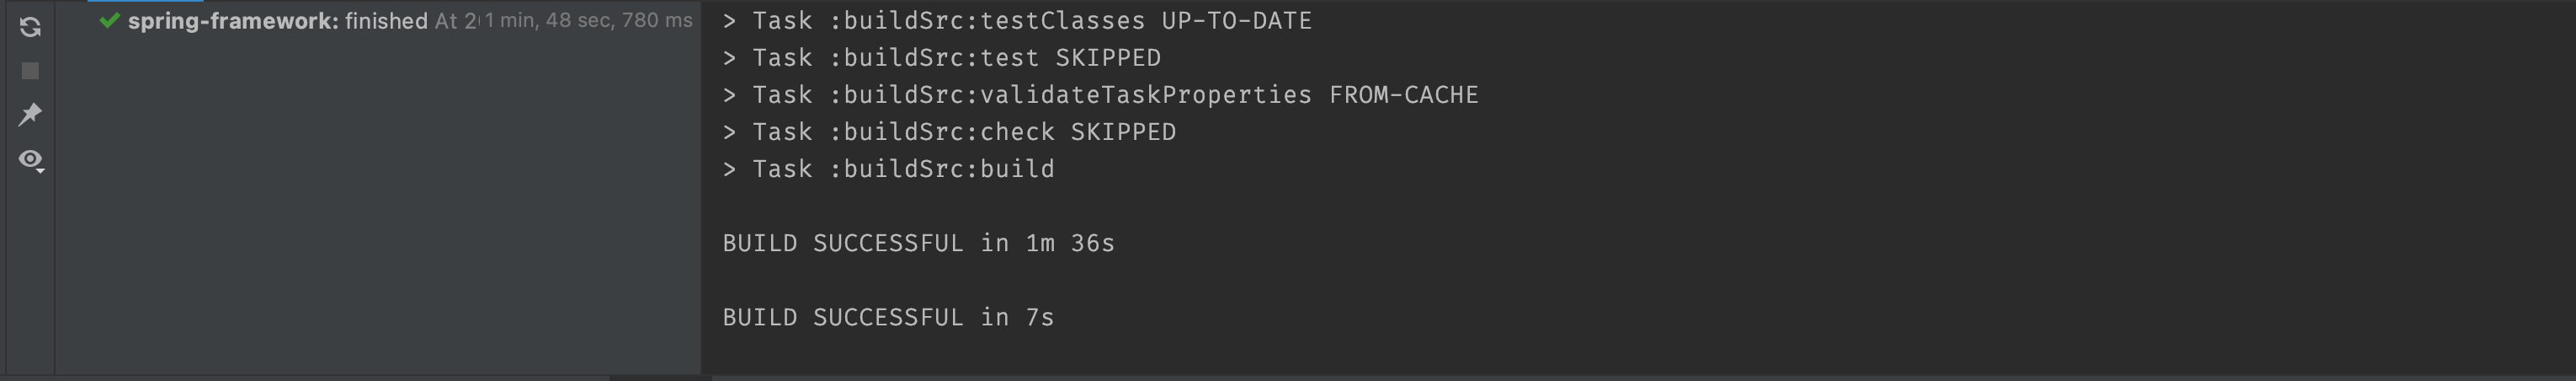 spring-framework: finished At 2 1 min, 48 sec, 780 ms
> Task :buildSrc:testClasses UP-TO-DATE
> Task :buildSrc:test SKIPPED
> Task :buildSrc:validateTaskProperties FROM-CACHE
> Task :buildSrc:check SKIPPED
> Task :buildSrc:build
BUILD SUCCESSFUL in 1m 36s
BUILD SUCCESSFUL in 7s